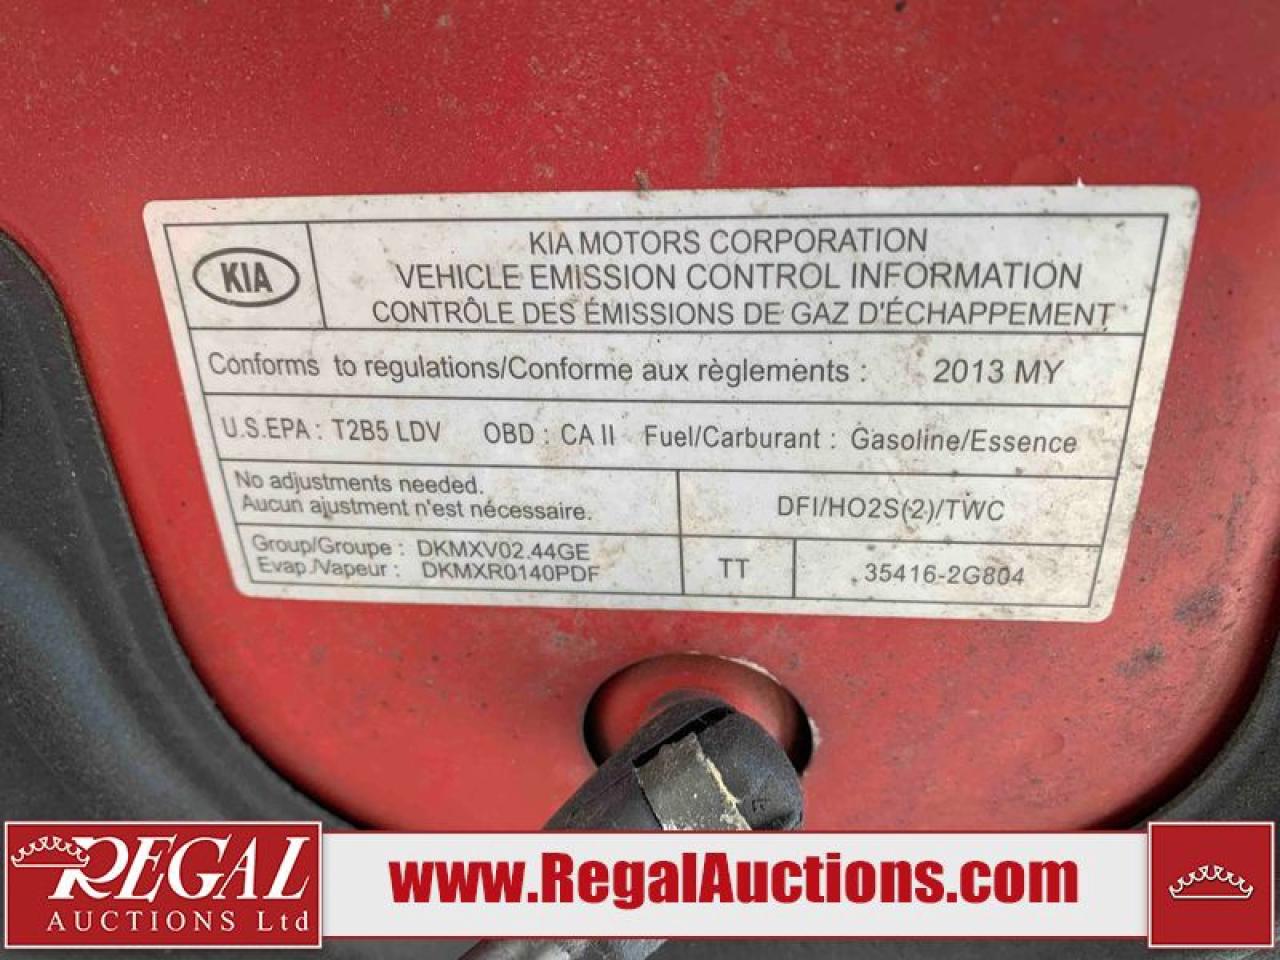 KIA
KIA MOTORS CORPORATION
VEHICLE EMISSION CONTROL INFORMATION
CONTRÔLE DES ÉMISSIONS DE GAZ D'ÉCHAPPEMENT
Conforms to regulations/Conforme aux règlements : 2013 MY
U.S.EPA : T2B5 LDV OBD : CA II Fuel/Carburant : Gasoline/Essence
No adjustments needed.
Aucun ajustment n'est nécessaire.
DFI/HO2S(2)/TWC
Group/Groupe : DKMXV02.44GE
Evap./Vapeur : DKMXR0140PDF
TT
35416-2G804
REGAL
AUCTIONS Ltd
www.RegalAuctions.com